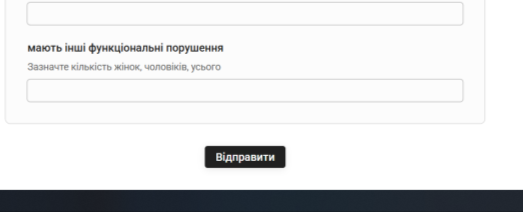 мають інші функціональні порушення
Зазначте кількість жінок, чоловіків, усього
Відправити